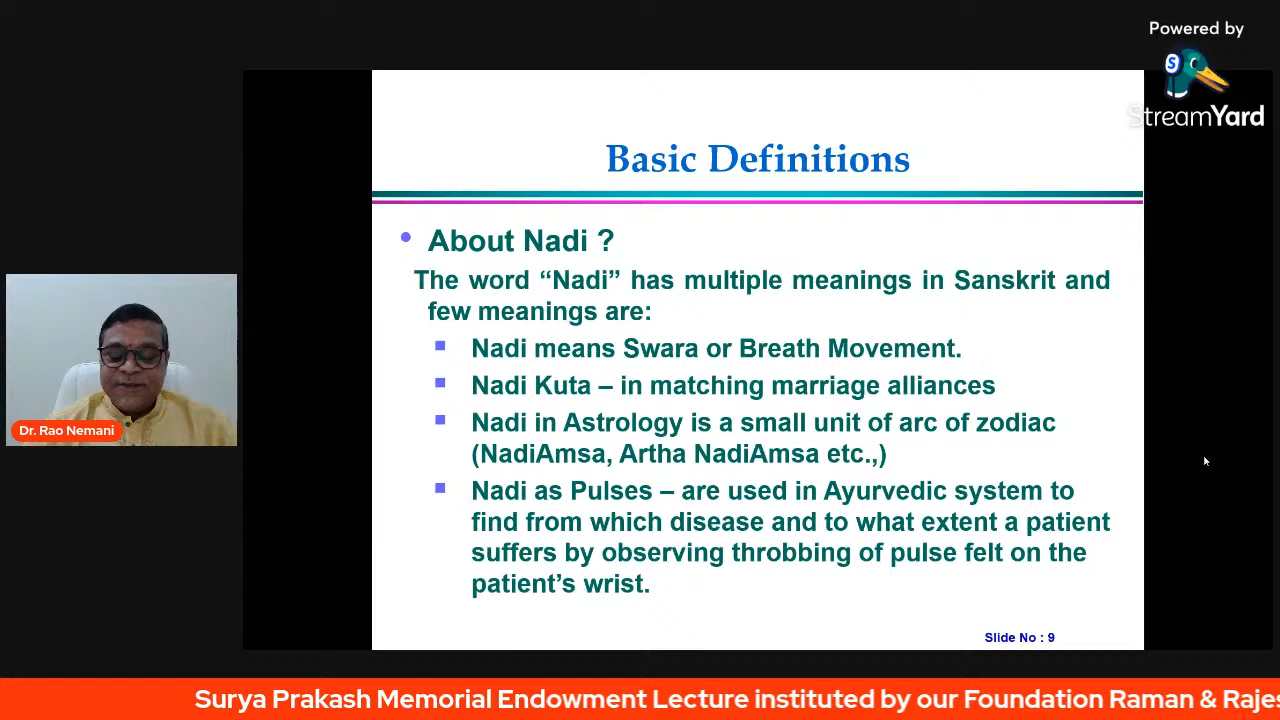 Powered by
StreamYard
Basic Definitions
About Nadi ?
The word “Nadi” has multiple meanings in Sanskrit and
few meanings are:
Nadi means Swara or Breath Movement.
Nadi Kuta – in matching marriage alliances
Nadi in Astrology is a small unit of arc of zodiac
(NadiAmsa, Artha NadiAmsa etc.,)
Nadi as Pulses – are used in Ayurvedic system to
find from which disease and to what extent a patient
suffers by observing throbbing of pulse felt on the
patient’s wrist.
Dr. Rao Nemani
Slide No : 9
Surya Prakash Memorial Endowment Lecture instituted by our Foundation Raman & Rajes